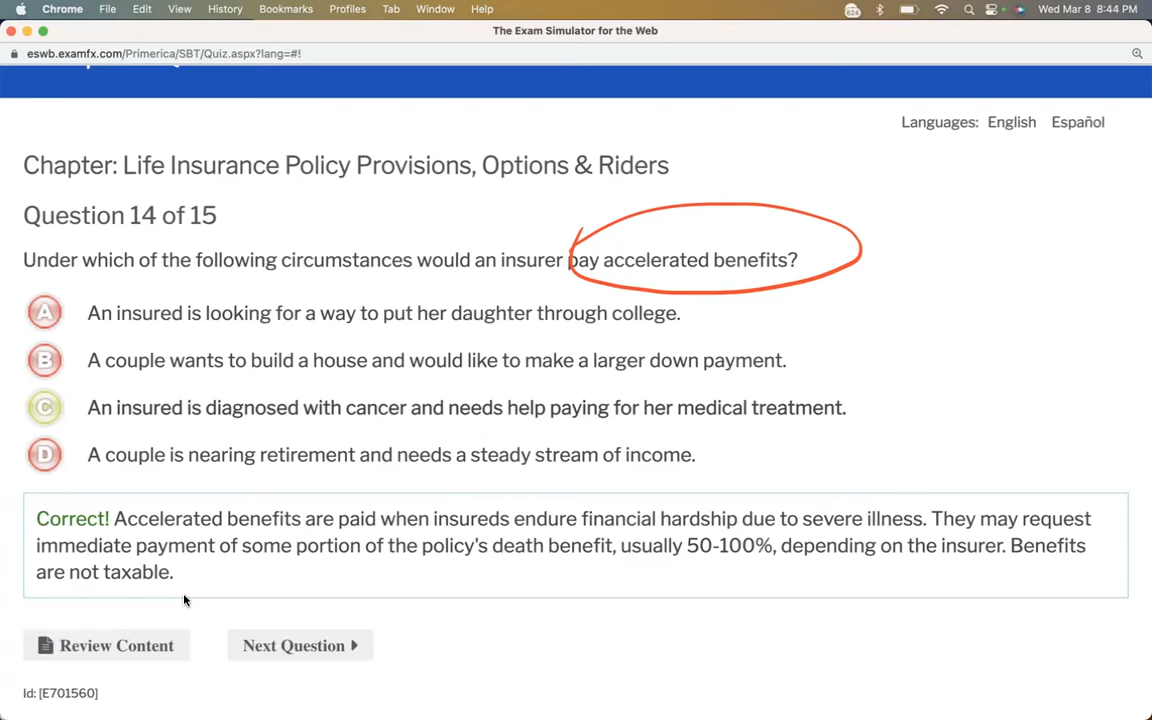 Chrome File Edit View History Bookmarks Profiles Tab Window Help 624 Wed Mar 8 8:44 PM
The Exam Simulator for the Web
eswb.examfx.com/Primerica/SBT/Quiz.aspx?lang=#!
Languages: English Español
Chapter: Life Insurance Policy Provisions, Options & Riders
Question 14 of 15
Under which of the following circumstances would an insurer pay accelerated benefits?
A An insured is looking for a way to put her daughter through college.
B A couple wants to build a house and would like to make a larger down payment.
C An insured is diagnosed with cancer and needs help paying for her medical treatment.
D A couple is nearing retirement and needs a steady stream of income.
Correct! Accelerated benefits are paid when insureds endure financial hardship due to severe illness. They may request
immediate payment of some portion of the policy's death benefit, usually 50-100%, depending on the insurer. Benefits
are not taxable.
Review Content Next Question
Id: [E701560]